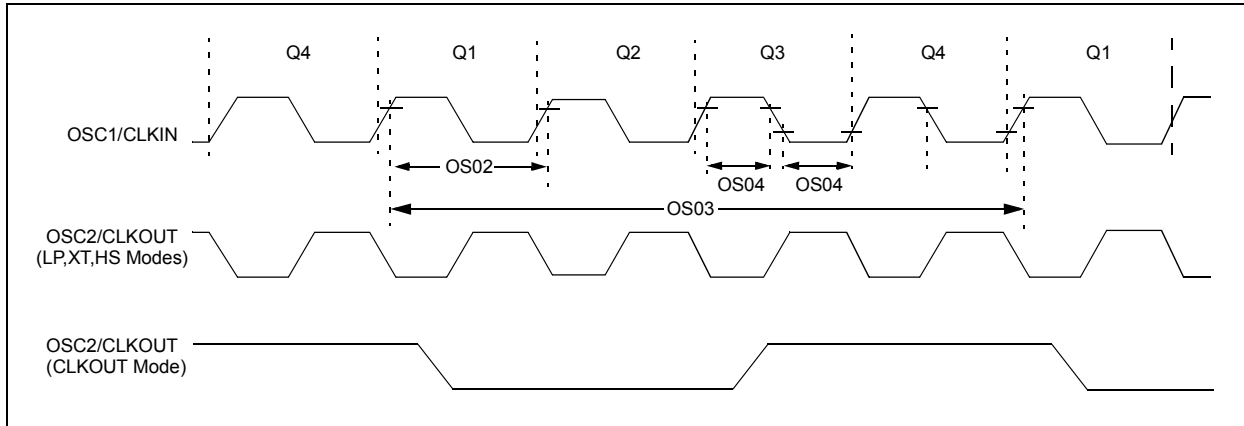 Q4 Q1 Q2 Q3 Q4 Q1
OSC1/CLKIN
OS02
OS04 OS04
OS03
OSC2/CLKOUT
(LP,XT,HS Modes)
OSC2/CLKOUT
(CLKOUT Mode)